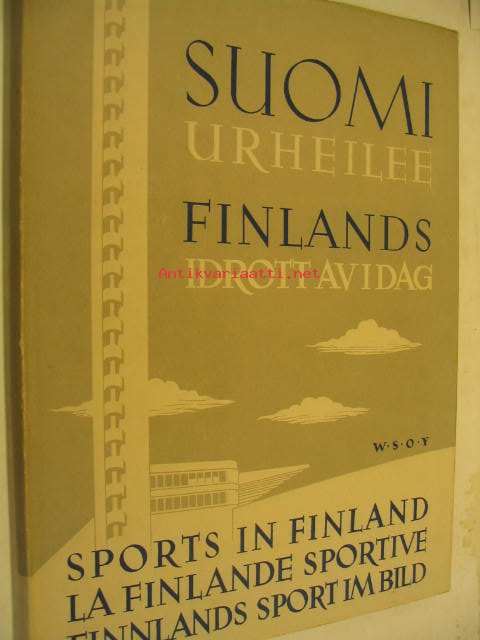 SUOMI
URHEILEE
FINLANDS
Antikvariaatti.net
IDROTT AV I DAG
W·S·O·Y
SPORTS IN FINLAND
LA FINLANDE SPORTIVE
FINNLANDS SPORT IM BILD